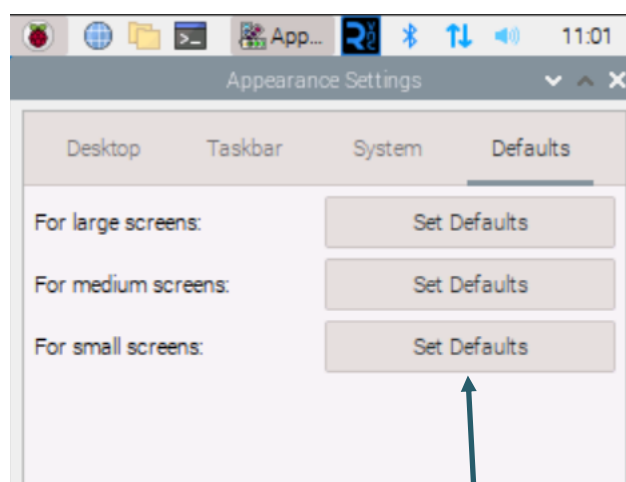 App... 11:01
Appearance Settings
Desktop Taskbar System Defaults
For large screens: Set Defaults
For medium screens: Set Defaults
For small screens: Set Defaults